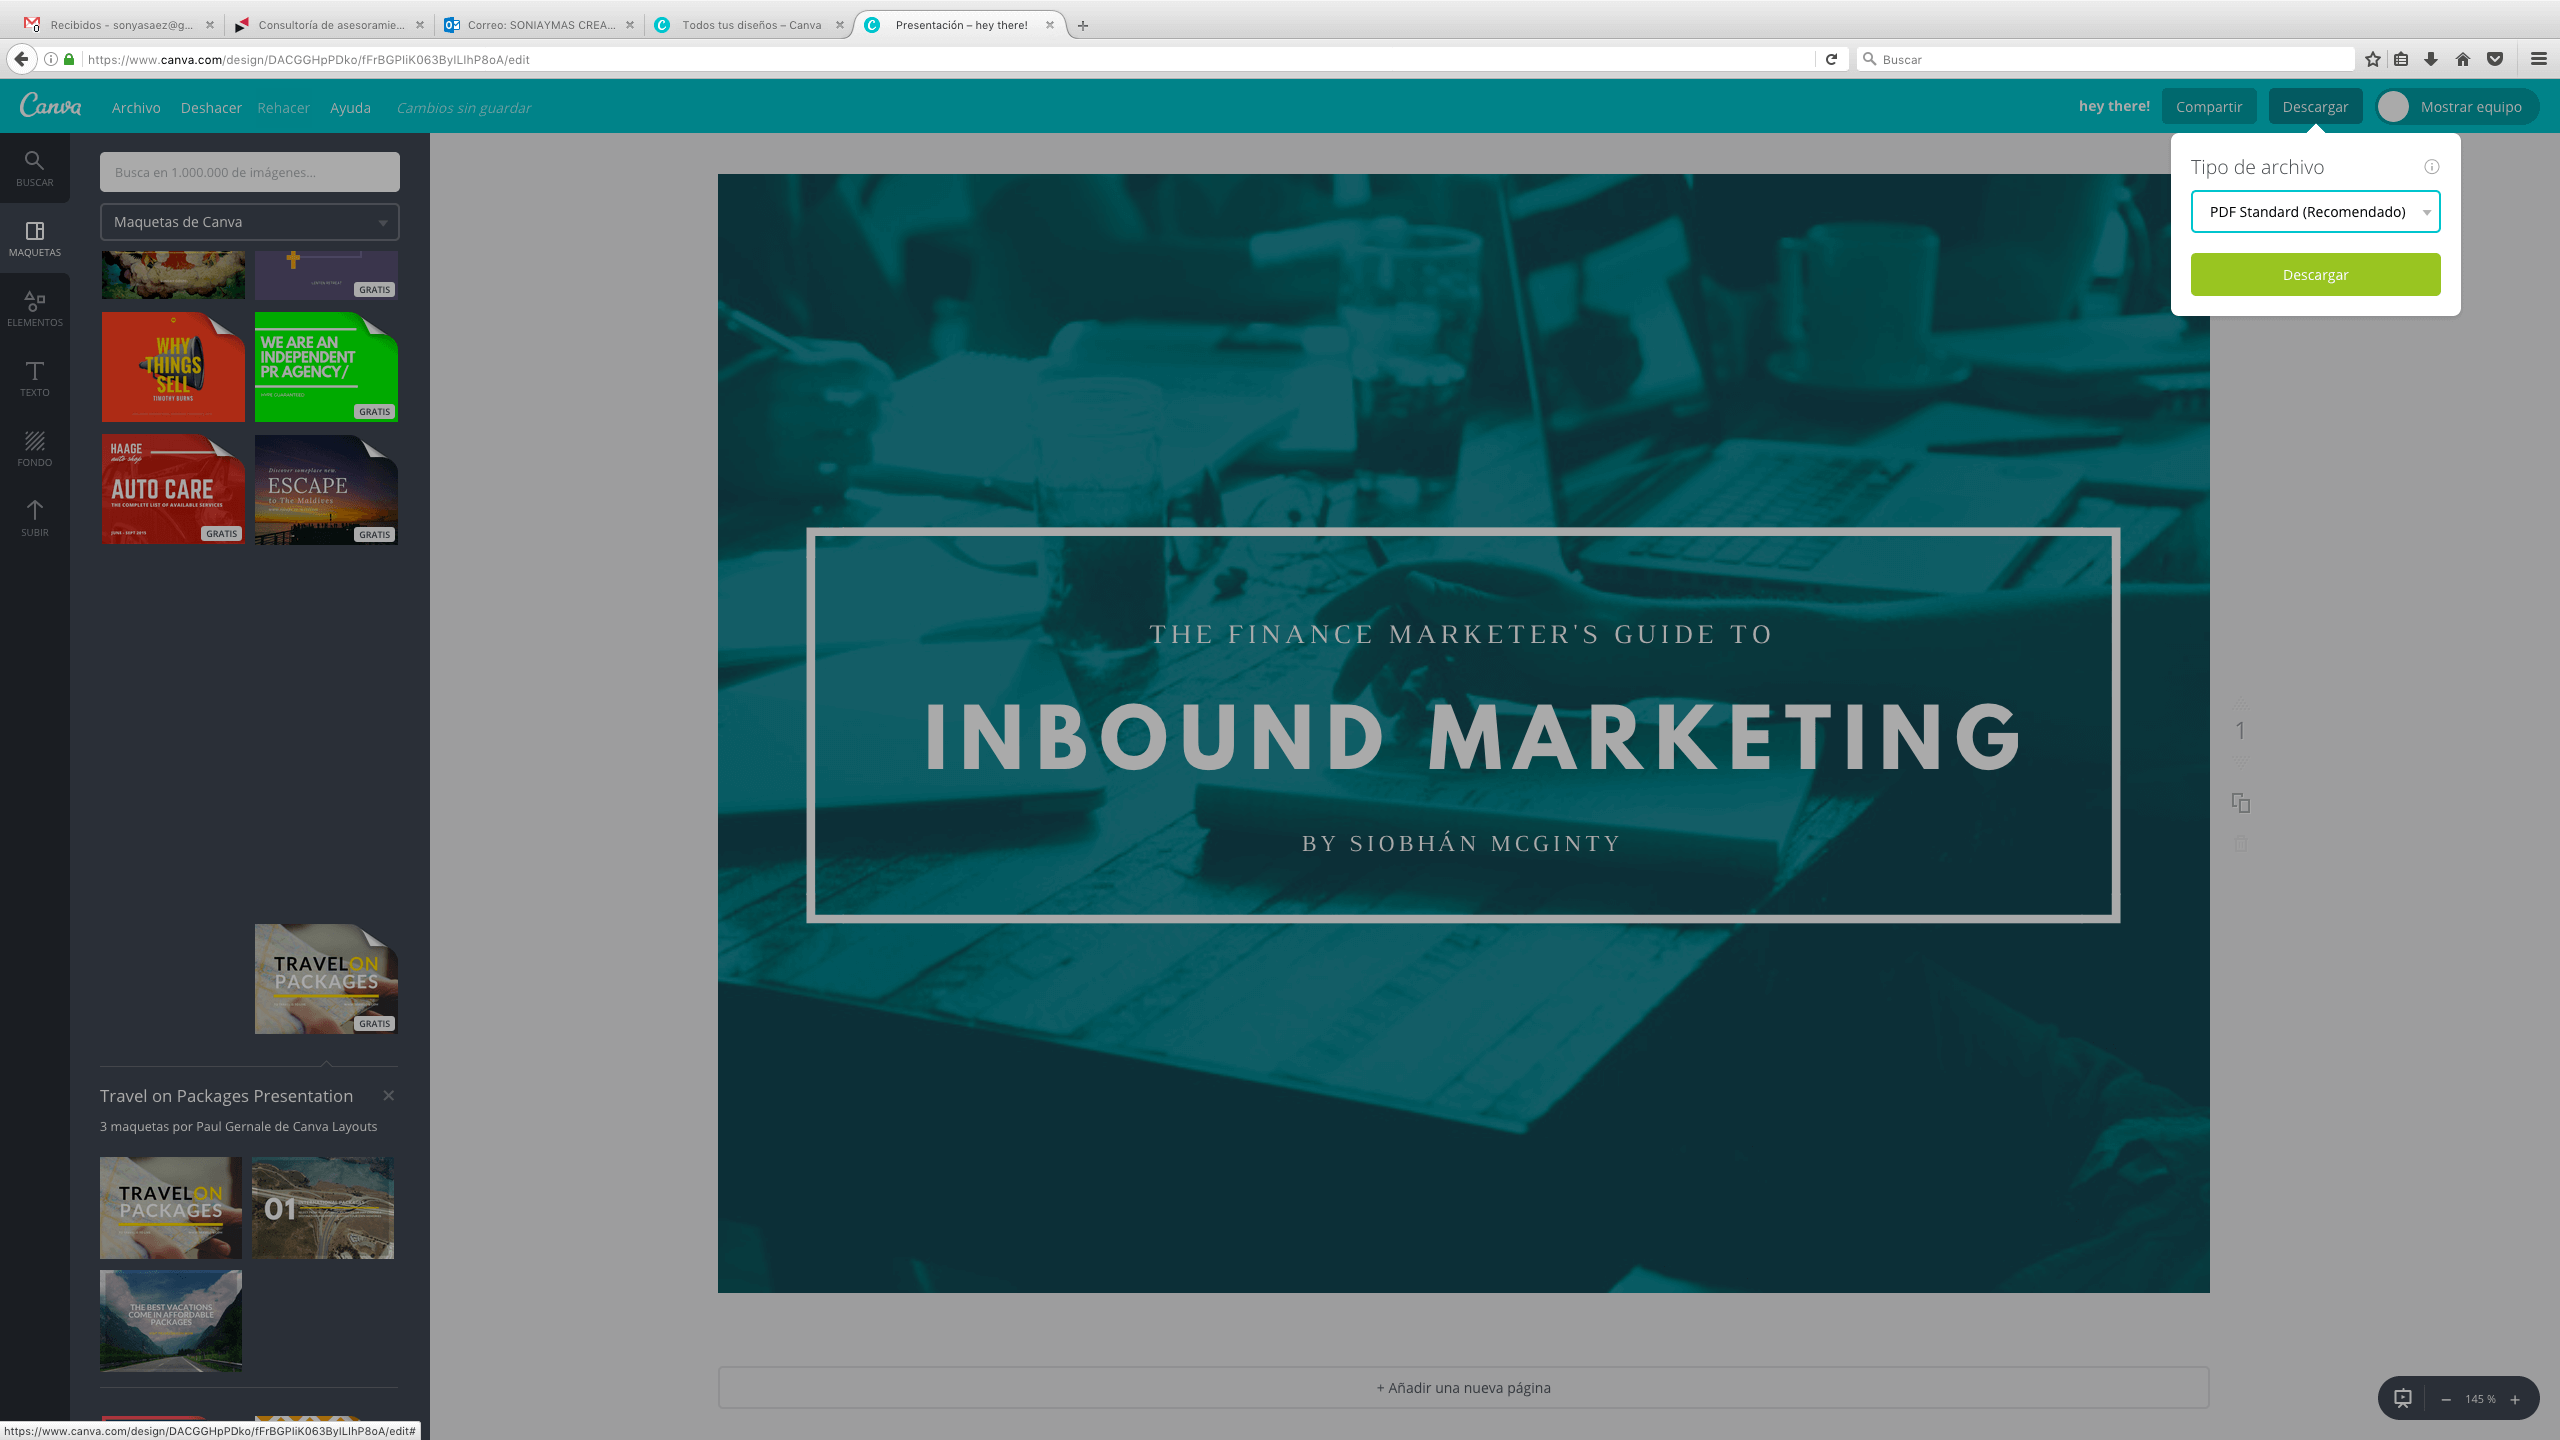 Recibidos - sonyasaez@g...
Consultoría de asesoramie...
Correo: SONIAYMAS CREA...
Todos tus diseños – Canva
Presentación – hey there!
https://www.canva.com/design/DACGGHpPDko/fFrBGPIiK063ByILIhP8oA/edit
Buscar
Canva
Archivo
Deshacer
Rehacer
Ayuda
Cambios sin guardar
hey there!
Compartir
Descargar
Mostrar equipo
Tipo de archivo
PDF Standard (Recomendado)
Descargar
BUSCAR
MAQUETAS
ELEMENTOS
TEXTO
FONDO
SUBIR
Busca en 1.000.000 de imágenes...
Maquetas de Canva
GRATIS
WHY
THINGS
SELL
TIMOTHY BURNS
WE ARE AN
INDEPENDENT
PR AGENCY/
GRATIS
HAAGE
auto shop
AUTO CARE
THE COMPLETE LIST OF AVAILABLE SERVICES
GRATIS
Discover someplace new.
ESCAPE
to The Maldives
GRATIS
TRAVELON
PACKAGES
GRATIS
Travel on Packages Presentation
3 maquetas por Paul Gernale de Canva Layouts
TRAVELON
PACKAGES
01
THE BEST VACATIONS
COME IN AFFORDABLE
PACKAGES
THE FINANCE MARKETER'S GUIDE TO
INBOUND MARKETING
BY SIOBHÁN MCGINTY
1
+ Añadir una nueva página
145 %
https://www.canva.com/design/DACGGHpPDko/fFrBGPIiK063ByILIhP8oA/edit#